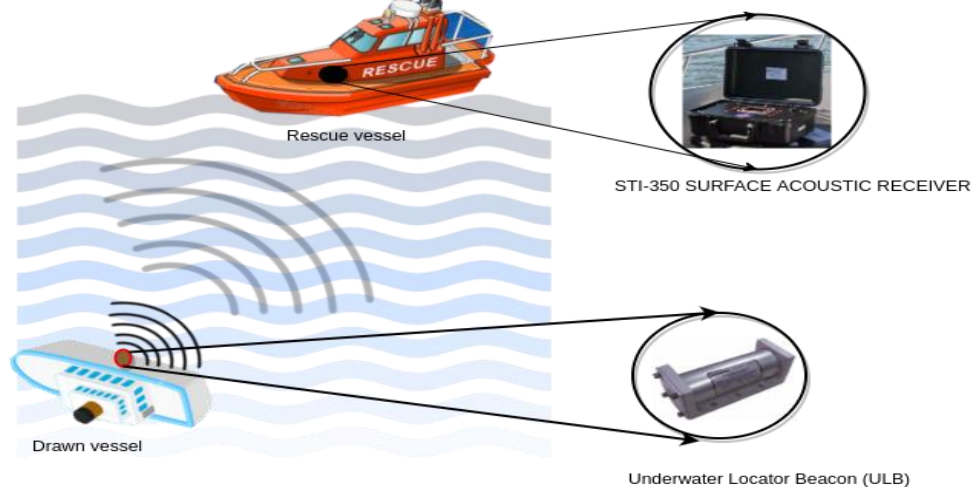 RESCUE
Rescue vessel
STI-350 SURFACE ACOUSTIC RECEIVER
Drawn vessel
Underwater Locator Beacon (ULB)